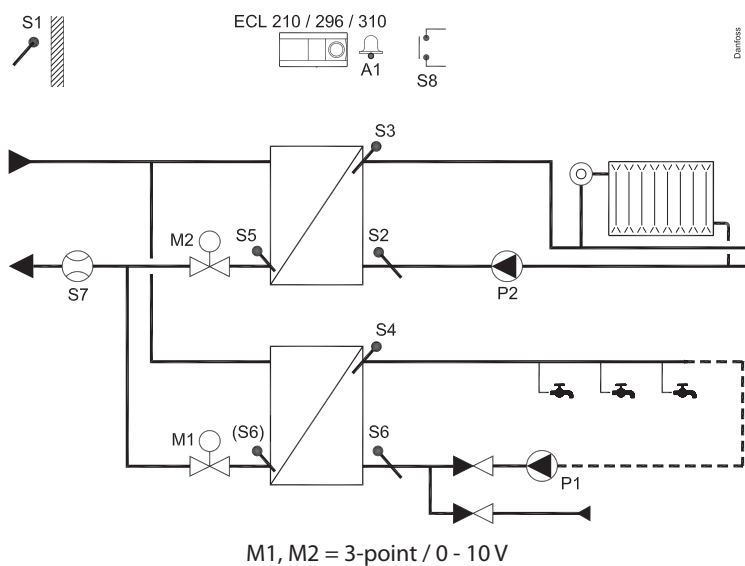 S1
ECL 210 / 296 / 310
A1
S8
Danfoss
S3
M2
S5
S2
S7
P2
S4
M1
(S6)
S6
P1
M1, M2 = 3-point / 0 - 10 V